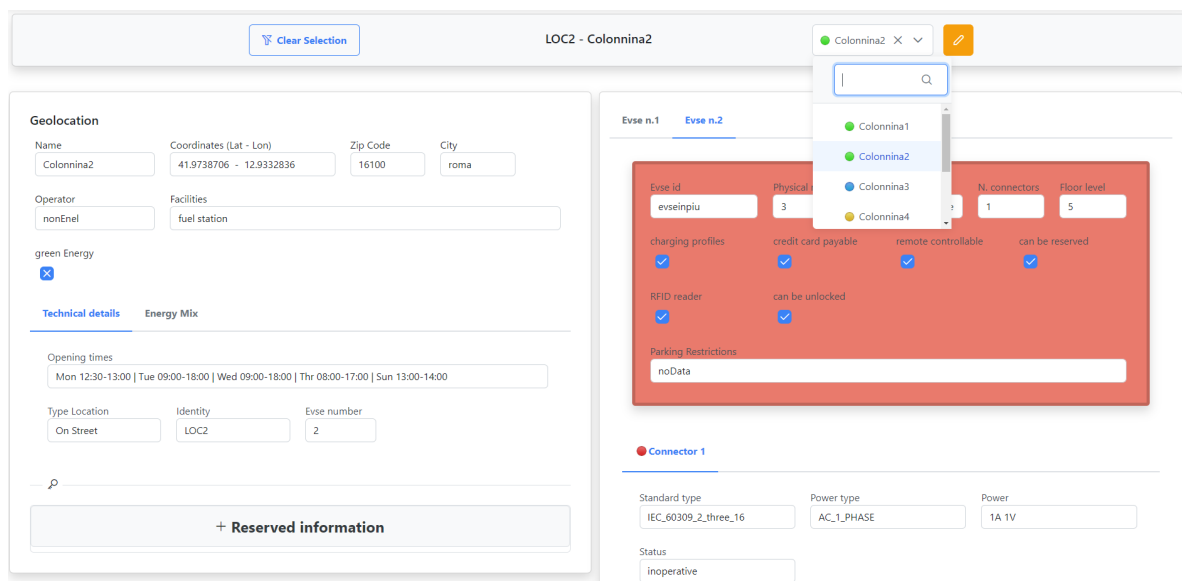 Clear Selection
LOC2 - Colonnina2
Colonnina2
Colonnina1
Colonnina2
Colonnina3
Colonnina4
Geolocation
Name Coordinates (Lat - Lon) Zip Code City
Colonnina2 41.9738706 - 12.9332836 16100 roma
Operator Facilities
nonEnel fuel station
green Energy
Technical details Energy Mix
Opening times
Mon 12:30-13:00 | Tue 09:00-18:00 | Wed 09:00-18:00 | Thr 08:00-17:00 | Sun 13:00-14:00
Type Location Identity Evse number
On Street LOC2 2
+ Reserved information
Evse n.1 Evse n.2
Evse id Physical N. connectors Floor level
evseinpiu 3 1 5
charging profiles credit card payable remote controllable can be reserved
RFID reader can be unlocked
Parking Restrictions
noData
Connector 1
Standard type Power type Power
IEC_60309_2_three_16 AC_1_PHASE 1A 1V
Status
inoperative